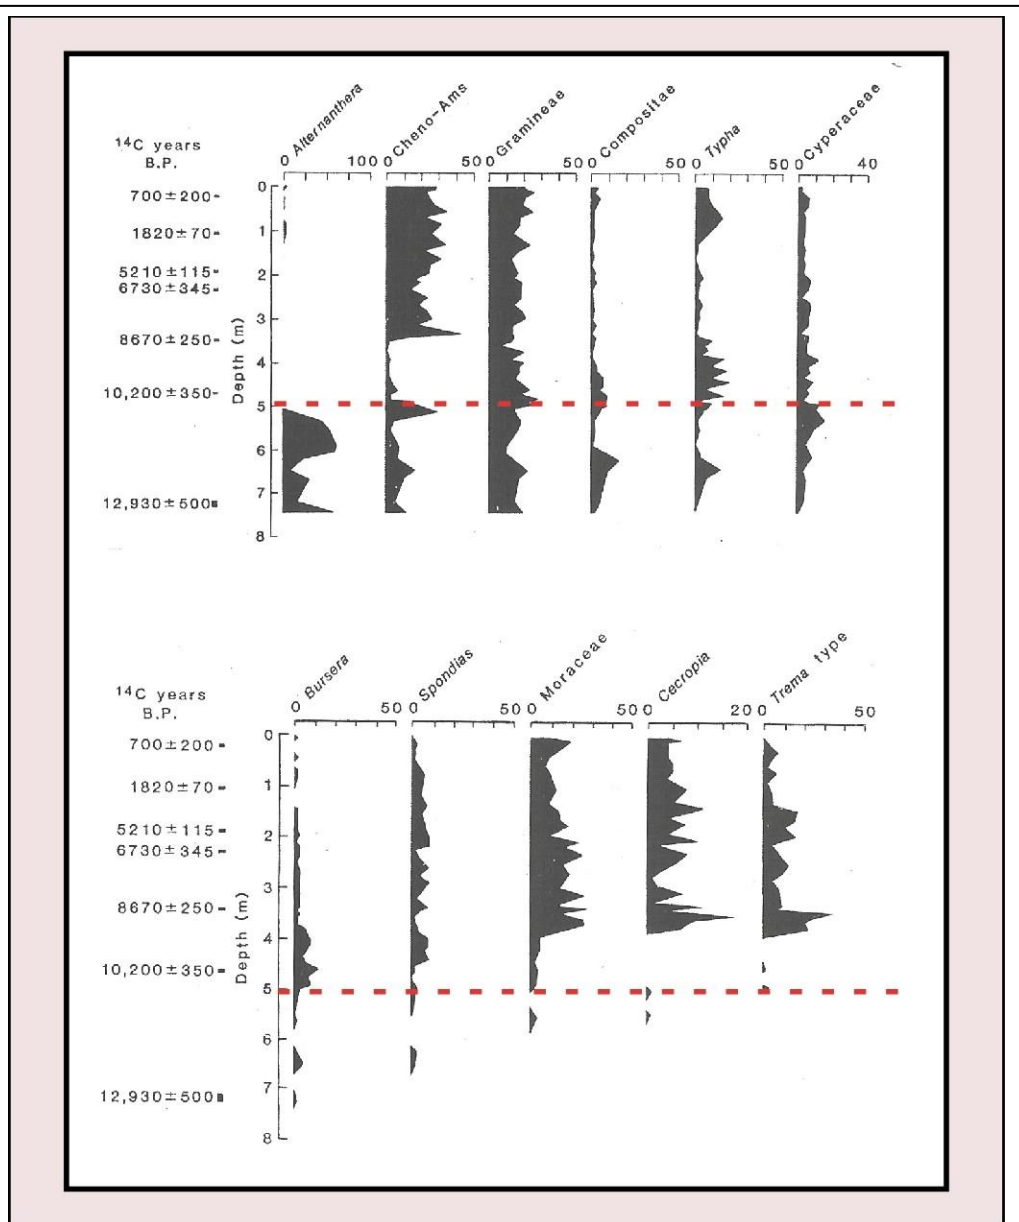 Alternanthera Cheno-Ams Gramineae Compositae Typha Cyperaceae
14C years
B.P.
0 100 0 50 0 50 0 50 0 50 0 40
0
700±200
1820±70 1
5210±115 2
6730±345
3
8670±250
4
10,200±350
5
6
7
12,930±500
8
Depth (m)
Bursera Spondias Moraceae Cecropia Trema type
14C years
B.P.
0 50 0 50 0 50 0 20 0 50
0
700±200
1820±70 1
5210±115 2
6730±345
3
8670±250
4
10,200±350
5
6
7
12,930±500
8
Depth (m)